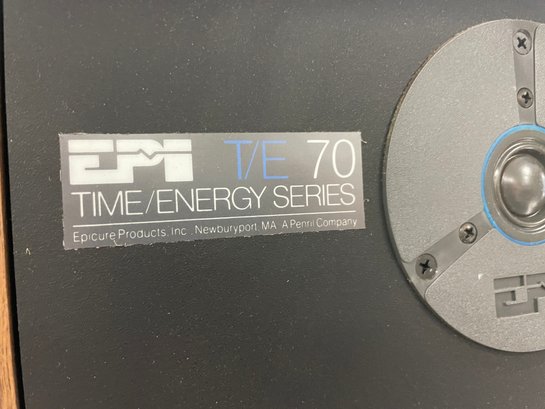 EPI T/E 70
TIME/ENERGY SERIES
Epicure Products, Inc., Newburyport, MA A Penril Company
EPI